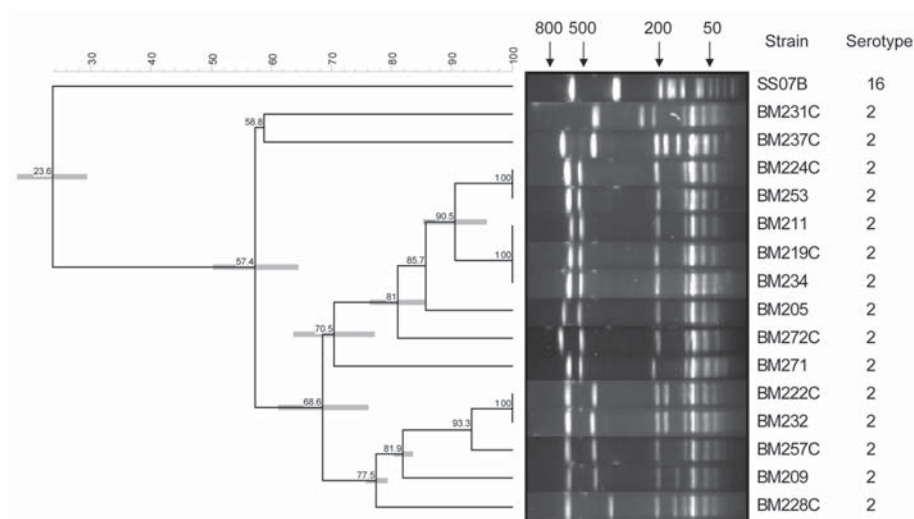 800 500 200 50 Strain Serotype
30 40 50 60 70 80 90 100
SS07B 16
58.8 BM231C 2
BM237C 2
23.6 100 BM224C 2
BM253 2
90.5 BM211 2
100 BM219C 2
85.7 BM234 2
57.4 81 BM205 2
70.5 BM272C 2
BM271 2
68.6 100 BM222C 2
93.3 BM232 2
81.9 BM257C 2
77.5 BM209 2
BM228C 2